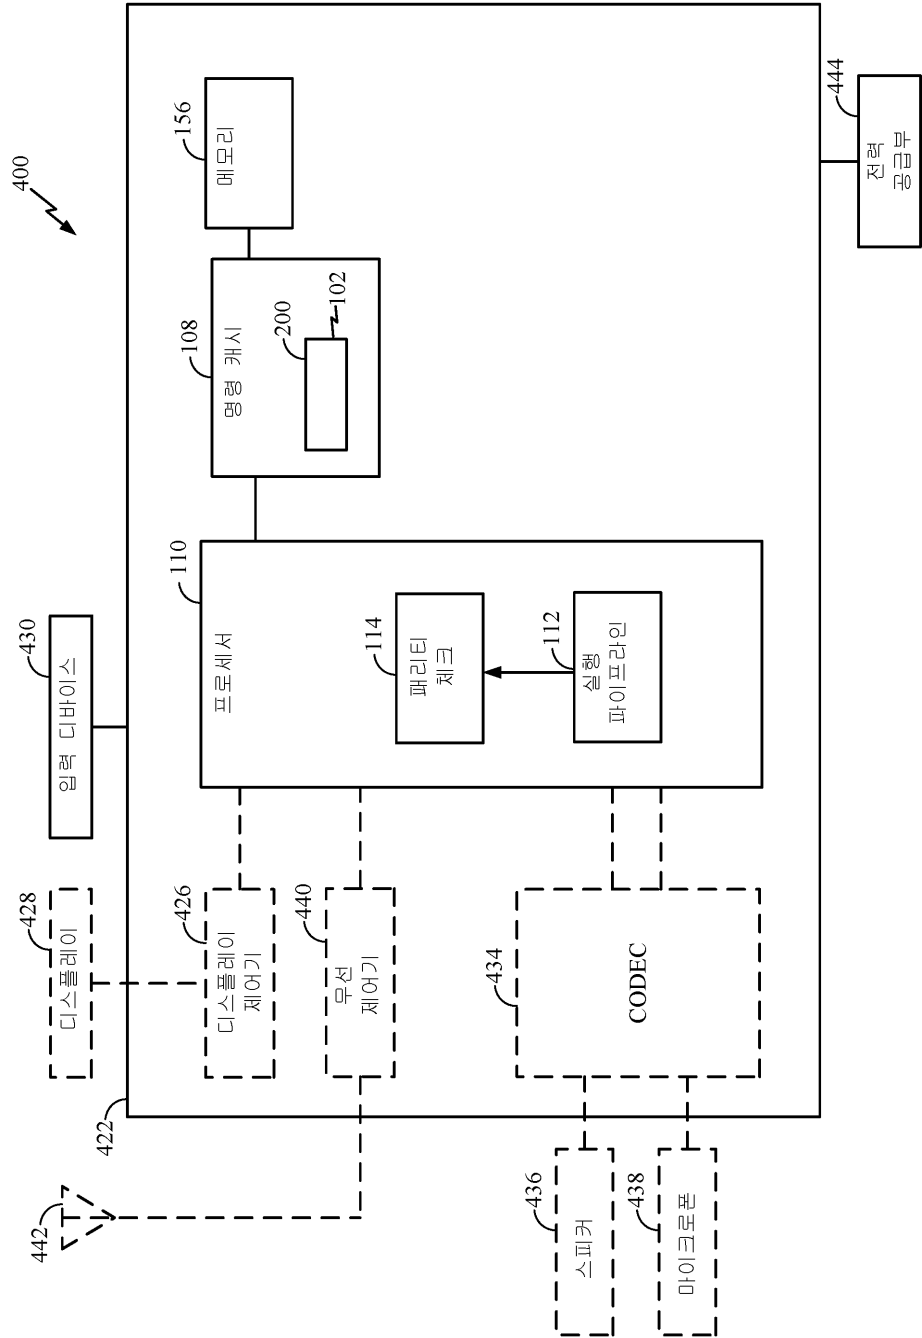 400
442
422
428
디스플레이
430
입력 디바이스
426
디스플레이
제어기
440
무선
제어기
434
CODEC
436
스피커
438
마이크로폰
110
프로세서
114
패리티
체크
112
실행
파이프라인
108
명령 캐시
200
102
156
메모리
444
전력
공급부